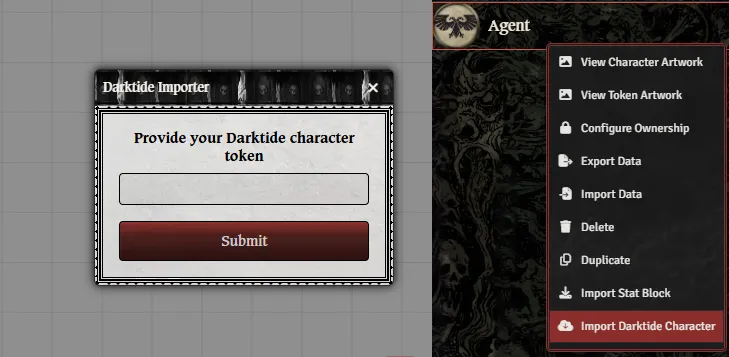 Darktide Importer
Provide your Darktide character
token
Submit
Agent
View Character Artwork
View Token Artwork
Configure Ownership
Export Data
Import Data
Delete
Duplicate
Import Stat Block
Import Darktide Character